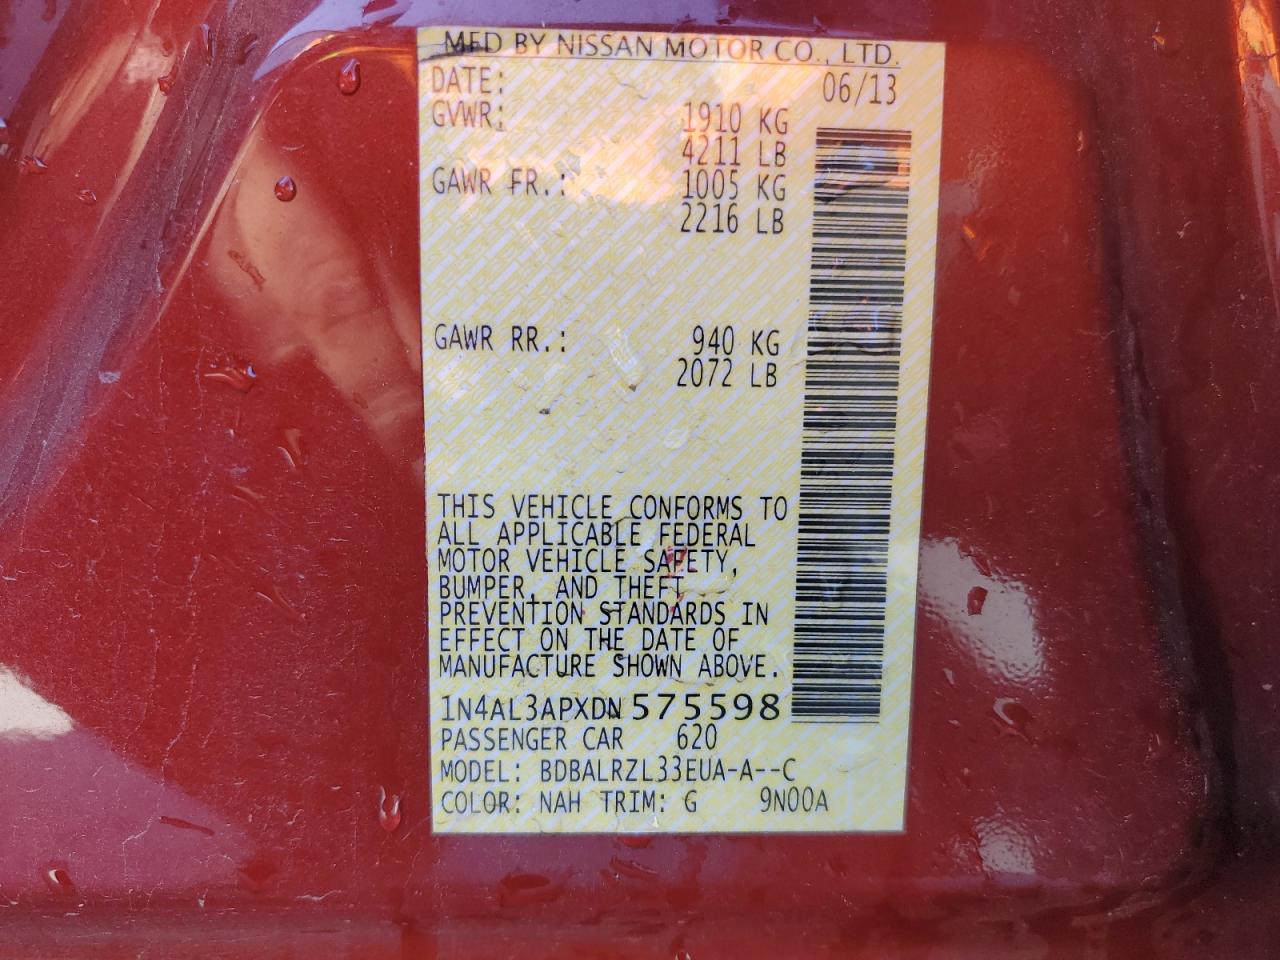 MFD BY NISSAN MOTOR CO., LTD.
DATE: 06/13
GVWR: 1910 KG
4211 LB
GAWR FR.: 1005 KG
2216 LB
GAWR RR.: 940 KG
2072 LB
THIS VEHICLE CONFORMS TO
ALL APPLICABLE FEDERAL
MOTOR VEHICLE SAFETY,
BUMPER, AND THEFT
PREVENTION STANDARDS IN
EFFECT ON THE DATE OF
MANUFACTURE SHOWN ABOVE.
1N4AL3APXDN575598
PASSENGER CAR 620
MODEL: BDBALRZL33EUA-A--C
COLOR: NAH TRIM: G 9N00A